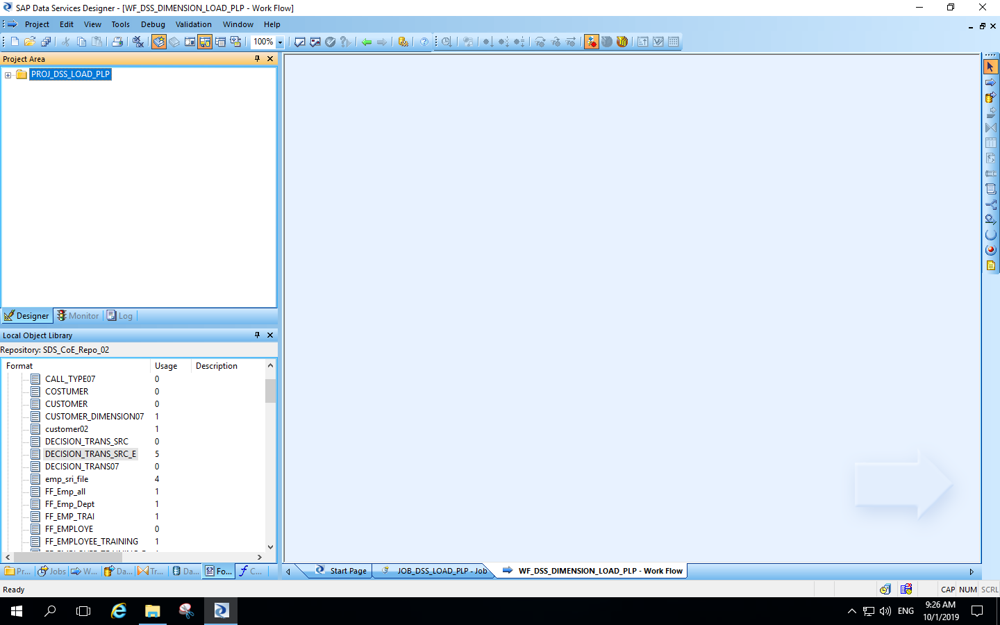 SAP Data Services Designer - [WF_DSS_DIMENSION_LOAD_PLP - Work Flow]
Project Edit View Tools Debug Validation Window Help
100%
Project Area
PROJ_DSS_LOAD_PLP
Designer Monitor Log
Local Object Library
Repository: SDS_CoE_Repo_02
Format Usage Description
CALL_TYPE07 0
COSTUMER 0
CUSTOMER 0
CUSTOMER_DIMENSION07 1
customer02 1
DECISION_TRANS_SRC 0
DECISION_TRANS_SRC_E 5
DECISION_TRANS07 0
emp_sri_file 4
FF_Emp_all 1
FF_Emp_Dept 1
FF_EMP_TRAI 1
FF_EMPLOYE 0
FF_EMPLOYEE_TRAINING 1
Pr... Jobs W... Da... Tr... Da... Fo... C...
Start Page JOB_DSS_LOAD_PLP - Job WF_DSS_DIMENSION_LOAD_PLP - Work Flow
Ready CAP NUM SCRL
ENG 9:26 AM
10/1/2019